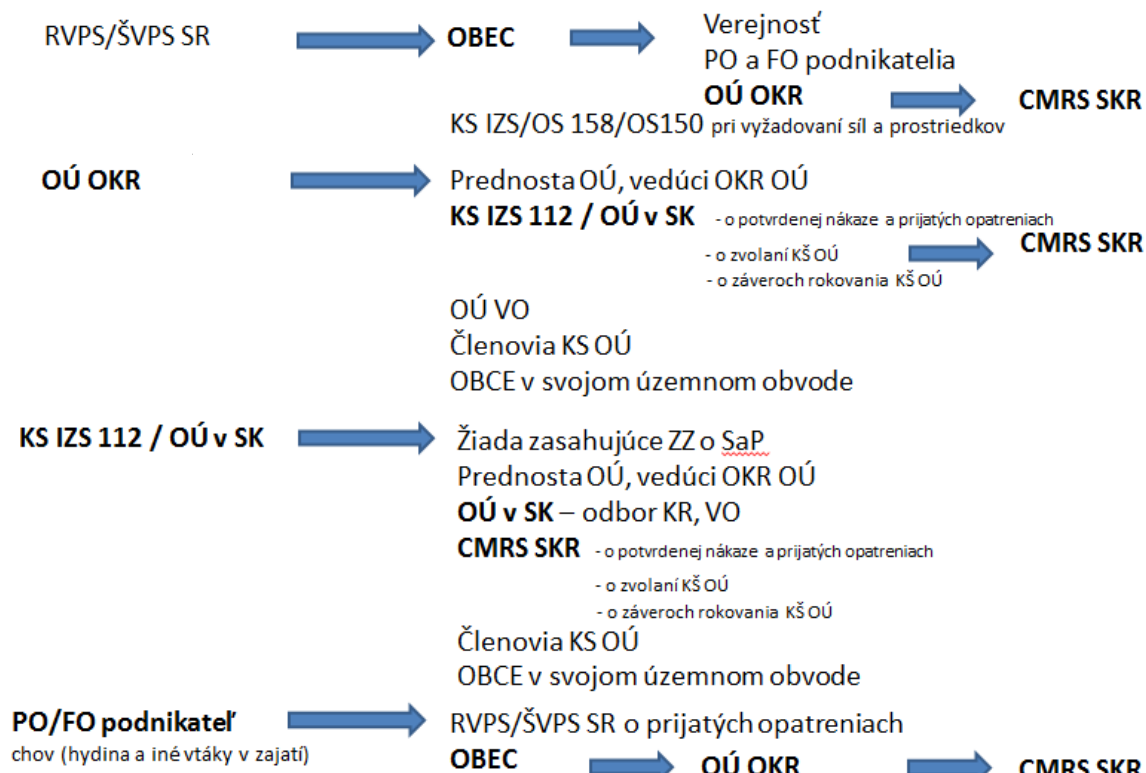 RVPS/ŠVPS SR
OBEC
Verejnosť
PO a FO podnikatelia
OÚ OKR
CMRS SKR
KS IZS/OS 158/OS150 pri vyžadovaní síl a prostriedkov
OÚ OKR
Prednosta OÚ, vedúci OKR OÚ
KS IZS 112 / OÚ v SK - o potvrdenej nákaze a prijatých opatreniach
- o zvolaní KŠ OÚ
CMRS SKR
- o záveroch rokovania KŠ OÚ
OÚ VO
Členovia KS OÚ
OBCE v svojom územnom obvode
KS IZS 112 / OÚ v SK
Žiada zasahujúce ZZ o SaP
Prednosta OÚ, vedúci OKR OÚ
OÚ v SK – odbor KR, VO
CMRS SKR - o potvrdenej nákaze a prijatých opatreniach
- o zvolaní KŠ OÚ
- o záveroch rokovania KŠ OÚ
Členovia KS OÚ
OBCE v svojom územnom obvode
PO/FO podnikateľ
chov (hydina a iné vtáky v zajatí)
RVPS/ŠVPS SR o prijatých opatreniach
OBEC
OÚ OKR
CMRS SKR